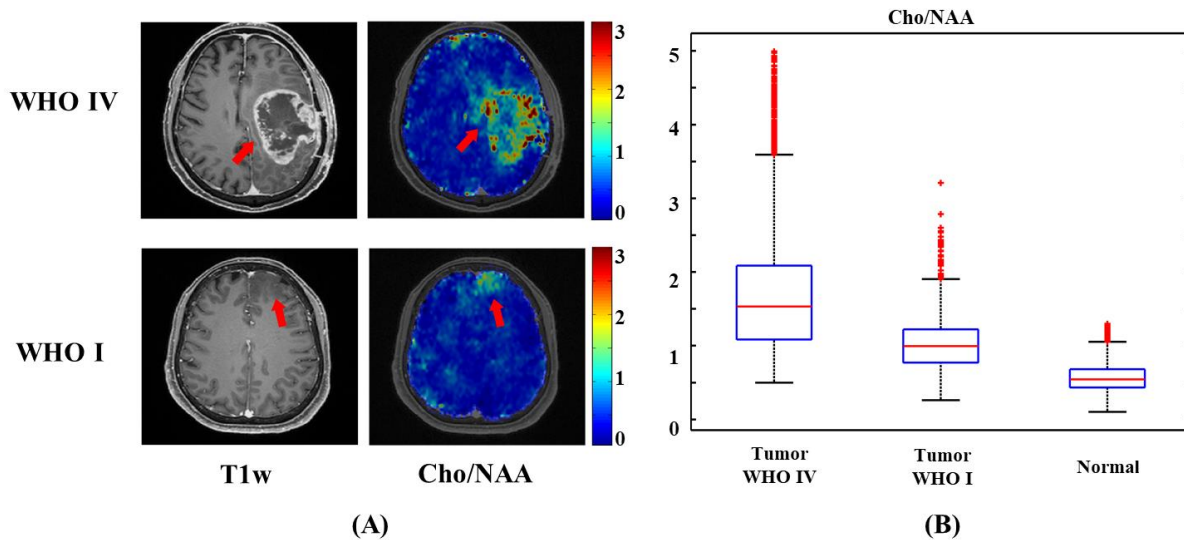 WHO IV
3
2
1
0
WHO I
3
2
1
0
T1w
Cho/NAA
(A)
Cho/NAA
5
4
3
2
1
0
Tumor
WHO IV
Tumor
WHO I
Normal
(B)